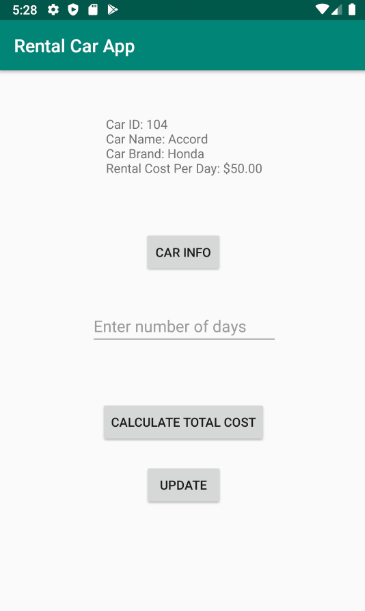 5:28
Rental Car App
Car ID: 104
Car Name: Accord
Car Brand: Honda
Rental Cost Per Day: $50.00
CAR INFO
Enter number of days
CALCULATE TOTAL COST
UPDATE